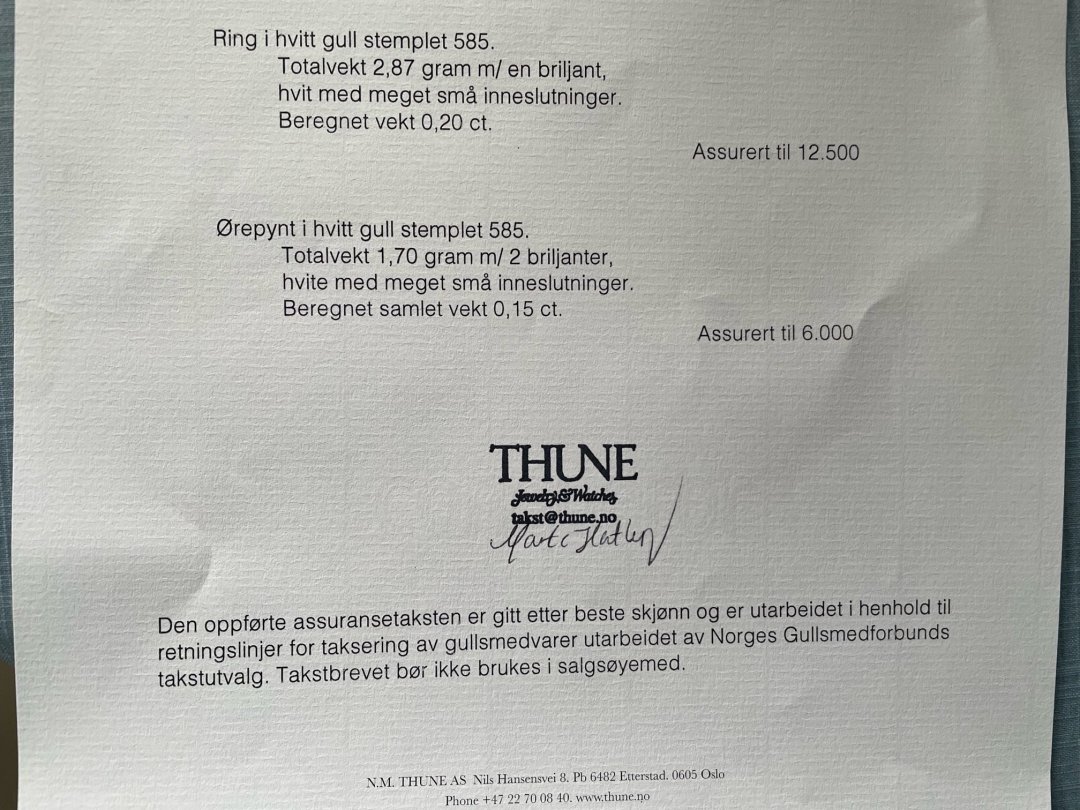 Ring i hvitt gull stemplet 585.
Totalvekt 2,87 gram m/ en briljant,
hvit med meget små inneslutninger.
Beregnet vekt 0,20 ct.
Assurert til 12.500
Ørepynt i hvitt gull stemplet 585.
Totalvekt 1,70 gram m/ 2 briljanter,
hvite med meget små inneslutninger.
Beregnet samlet vekt 0,15 ct.
Assurert til 6.000
THUNE
Jewelry & Watches
takst@thune.no
Den oppførte assuransetaksten er gitt etter beste skjønn og er utarbeidet i henhold til
retningslinjer for taksering av gullsmedvarer utarbeidet av Norges Gullsmedforbunds
takstutvalg. Takstbrevet bør ikke brukes i salgsøyemed.
N.M. THUNE AS Nils Hansensvei 8. Pb 6482 Etterstad. 0605 Oslo
Phone +47 22 70 08 40. www.thune.no